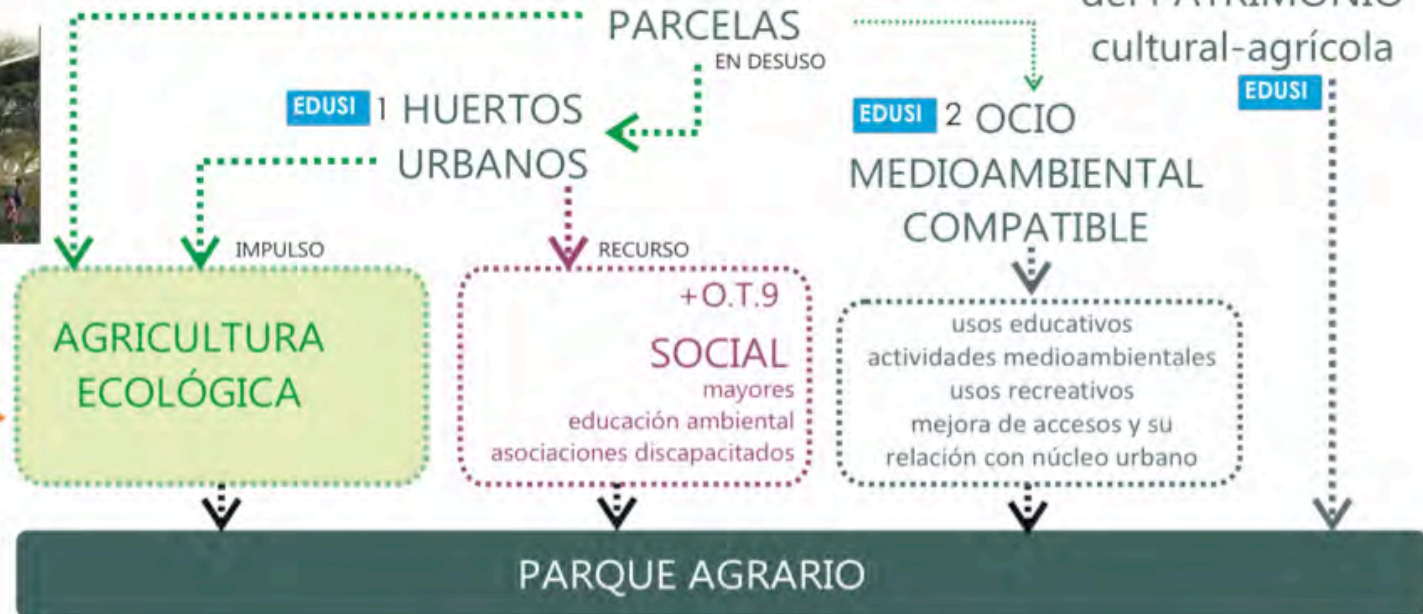 del PATRIMONIO
cultural-agrícola
EDUSI
PARCELAS
EN DESUSO
EDUSI 1 HUERTOS
URBANOS
EDUSI 2 OCIO
MEDIOAMBIENTAL
COMPATIBLE
IMPULSO
RECURSO
AGRICULTURA
ECOLÓGICA
+O.T.9
SOCIAL
mayores
educación ambiental
asociaciones discapacitados
usos educativos
actividades medioambientales
usos recreativos
mejora de accesos y su
relación con núcleo urbano
PARQUE AGRARIO